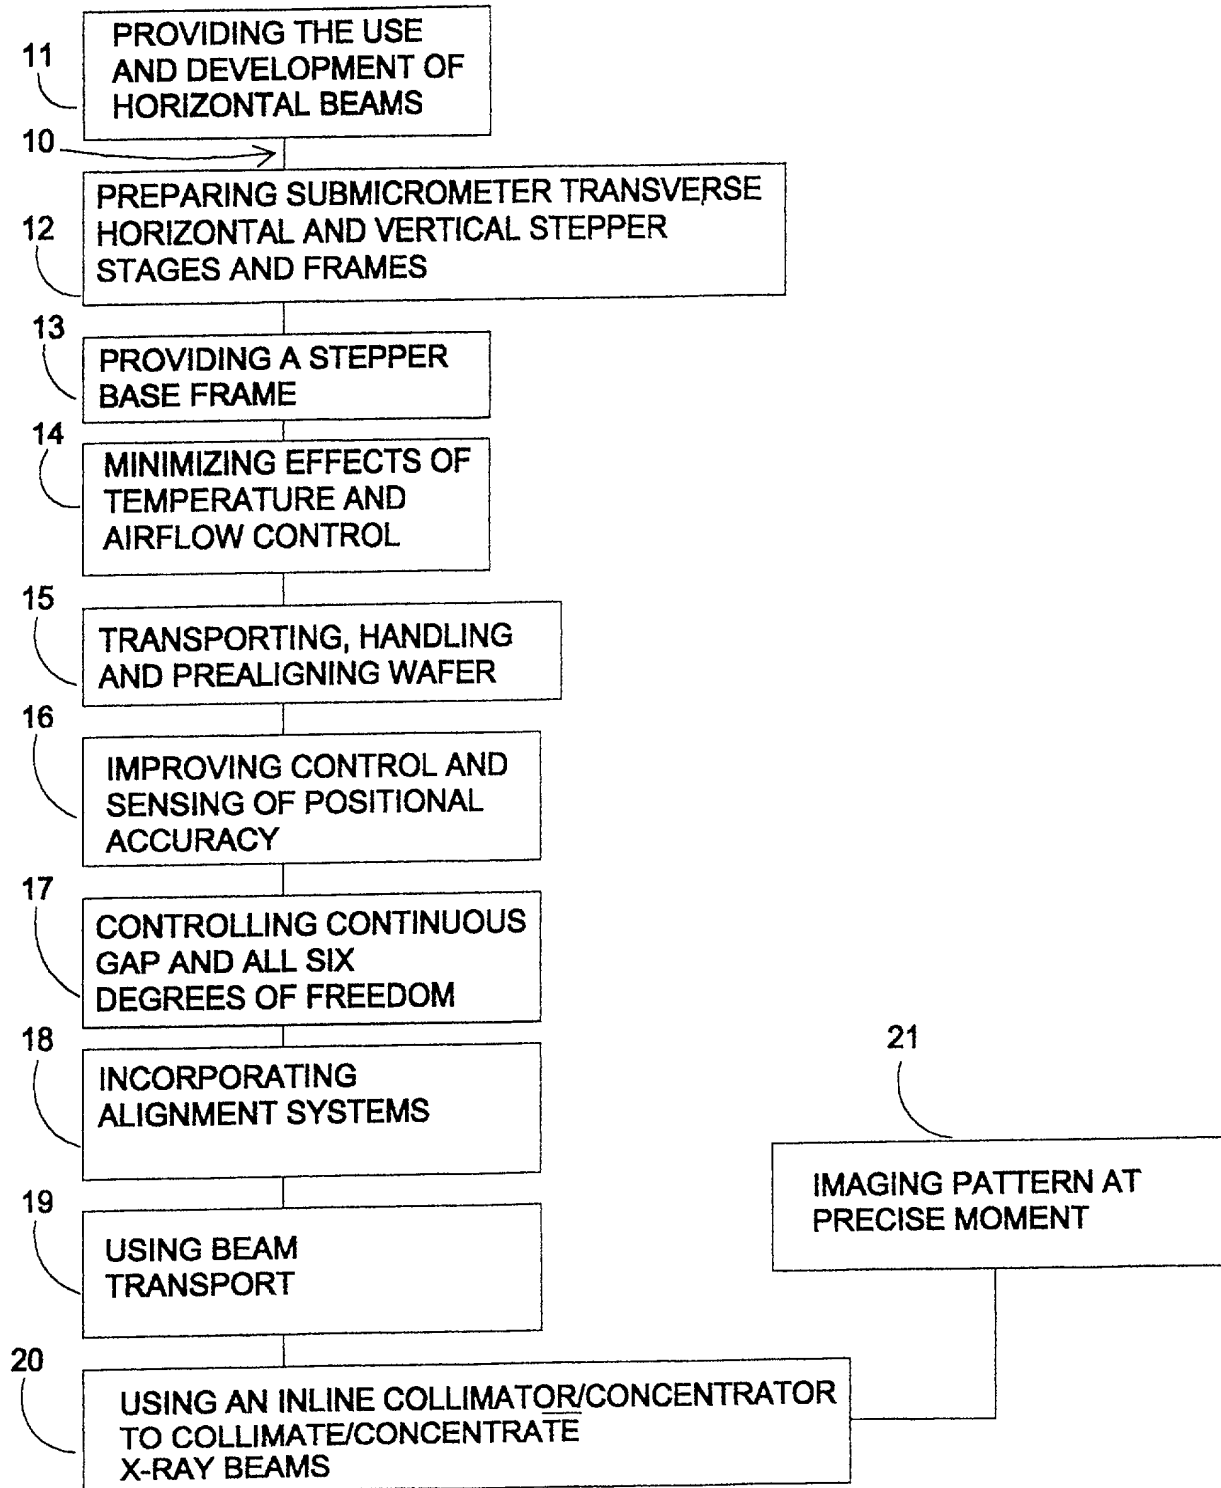 11
PROVIDING THE USE
AND DEVELOPMENT OF
HORIZONTAL BEAMS
10
12
PREPARING SUBMICROMETER TRANSVERSE
HORIZONTAL AND VERTICAL STEPPER
STAGES AND FRAMES
13
PROVIDING A STEPPER
BASE FRAME
14
MINIMIZING EFFECTS OF
TEMPERATURE AND
AIRFLOW CONTROL
15
TRANSPORTING, HANDLING
AND PREALIGNING WAFER
16
IMPROVING CONTROL AND
SENSING OF POSITIONAL
ACCURACY
17
CONTROLLING CONTINUOUS
GAP AND ALL SIX
DEGREES OF FREEDOM
18
INCORPORATING
ALIGNMENT SYSTEMS
19
USING BEAM
TRANSPORT
20
USING AN INLINE COLLIMATOR/CONCENTRATOR
TO COLLIMATE/CONCENTRATE
X-RAY BEAMS
21
IMAGING PATTERN AT
PRECISE MOMENT